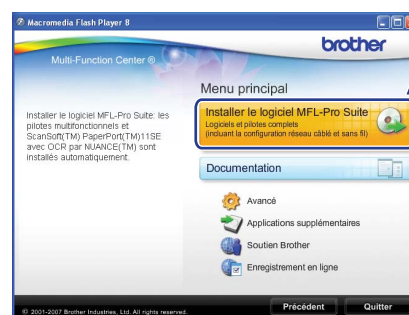 Macromedia Flash Player 8
brother
Multi-Function Center ®
Menu principal
Installer le logiciel MFL-Pro Suite: les
pilotes multifonctionnels et
ScanSoft(TM) PaperPort(TM)11SE
avec OCR par NUANCE(TM) sont
installés automatiquement.
Installer le logiciel MFL-Pro Suite
Logiciels et pilotes complets
(incluant la configuration réseau câblé et sans fil)
Documentation
Avancé
Applications supplémentaires
Soutien Brother
Enregistrement en ligne
© 2001-2007 Brother Industries, Ltd. All rights reserved.
Précédent
Quitter